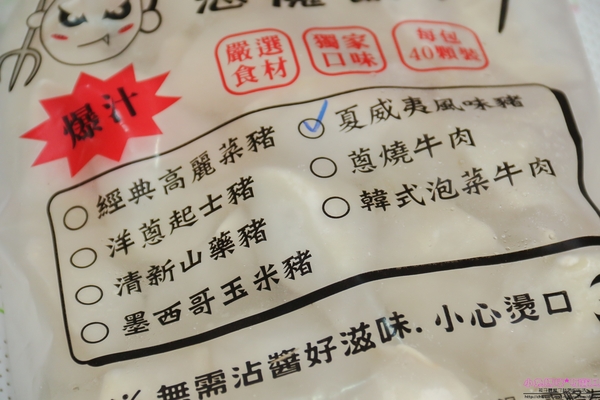 嚴選
食材
獨家
口味
每包
40顆裝
爆汁
經典高麗菜豬
洋蔥起士豬
清新山藥豬
墨西哥玉米豬
夏威夷風味豬
蔥燒牛肉
韓式泡菜牛肉
無需沾醬好滋味.小心燙口